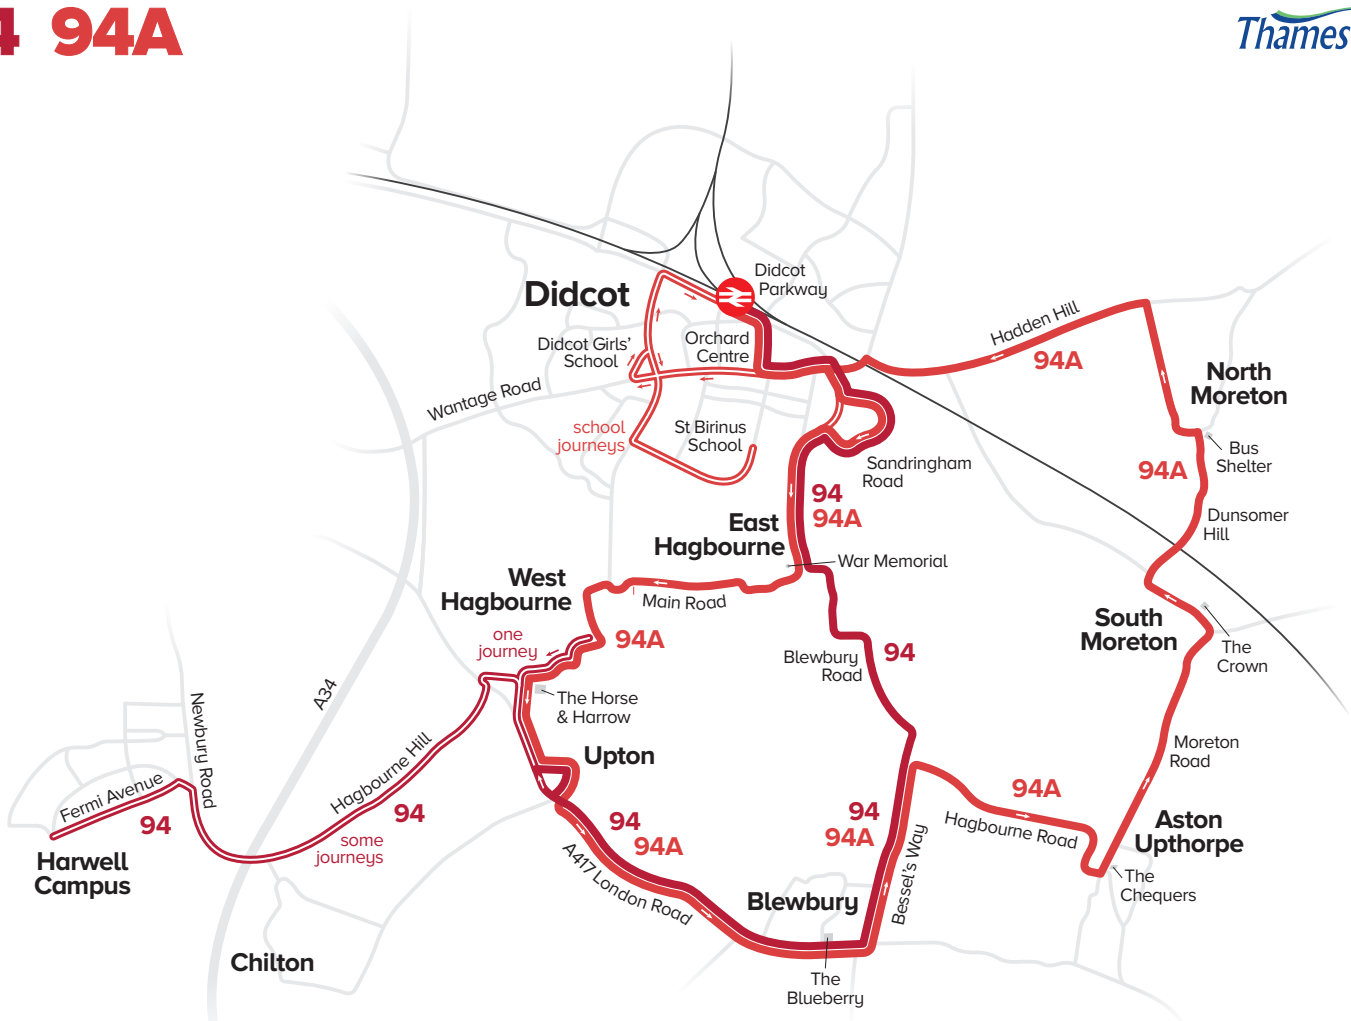 4 94A
Thames
Didcot
Parkway
Didcot
Hadden Hill
94A
Didcot Girls'
School
Orchard
Centre
North
Moreton
Wantage Road
school
journeys
St Birinus
School
Bus
Shelter
94A
Sandringham
Road
94
94A
Dunsomer
Hill
East
Hagbourne
War Memorial
West
Hagbourne
Main Road
South
Moreton
The
Crown
one
journey
94A
Blewbury
Road
94
A34
Newbury Road
The Horse
& Harrow
Moreton
Road
Upton
Hagbourne Hill
Fermi Avenue
94
94
94A
Hagbourne Road
94
94A
94
94A
Aston
Upthorpe
some
journeys
Harwell
Campus
A417 London Road
Bessel's Way
The
Chequers
Blewbury
Chilton
The
Blueberry